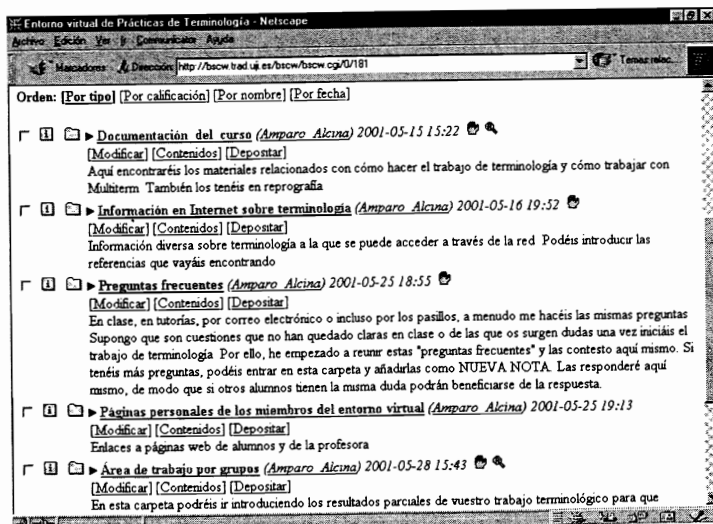 Entorno virtual de Prácticas de Terminología - Netscape
Archivo Edición Ver Ir Communicator Ayuda
Marcadores Dirección: http://bscw.trad.uji.es/bscw/bscw.cgi/0/181 Temas relac...
Orden: [Por tipo] [Por calificación] [Por nombre] [Por fecha]
Documentación del curso (Amparo Alcina) 2001-05-15 15:22
[Modificar] [Contenidos] [Depositar]
Aquí encontraréis los materiales relacionados con cómo hacer el trabajo de terminología y cómo trabajar con
Multiterm También los tenéis en reprografía
Información en Internet sobre terminología (Amparo Alcina) 2001-05-16 19:52
[Modificar] [Contenidos] [Depositar]
Información diversa sobre terminología a la que se puede acceder a través de la red Podéis introducir las
referencias que vayáis encontrando
Preguntas frecuentes (Amparo Alcina) 2001-05-25 18:55
[Modificar] [Contenidos] [Depositar]
En clase, en tutorías, por correo electrónico o incluso por los pasillos, a menudo me hacéis las mismas preguntas
Supongo que son cuestiones que no han quedado claras en clase o de las que os surgen dudas una vez iniciáis el
trabajo de terminología. Por ello, he empezado a reunir estas "preguntas frecuentes" y las contesto aquí mismo. Si
tenéis más preguntas, podéis entrar en esta carpeta y añadirlas como NUEVA NOTA. Las responderé aquí
mismo, de modo que si otros alumnos tienen la misma duda podrán beneficiarse de la respuesta.
Páginas personales de los miembros del entorno virtual (Amparo Alcina) 2001-05-25 19:13
[Modificar] [Contenidos] [Depositar]
Enlaces a páginas web de alumnos y de la profesora
Área de trabajo por grupos (Amparo Alcina) 2001-05-28 15:43
[Modificar] [Contenidos] [Depositar]
En esta carpeta podréis ir introduciendo los resultados parciales de vuestro trabajo terminológico para que